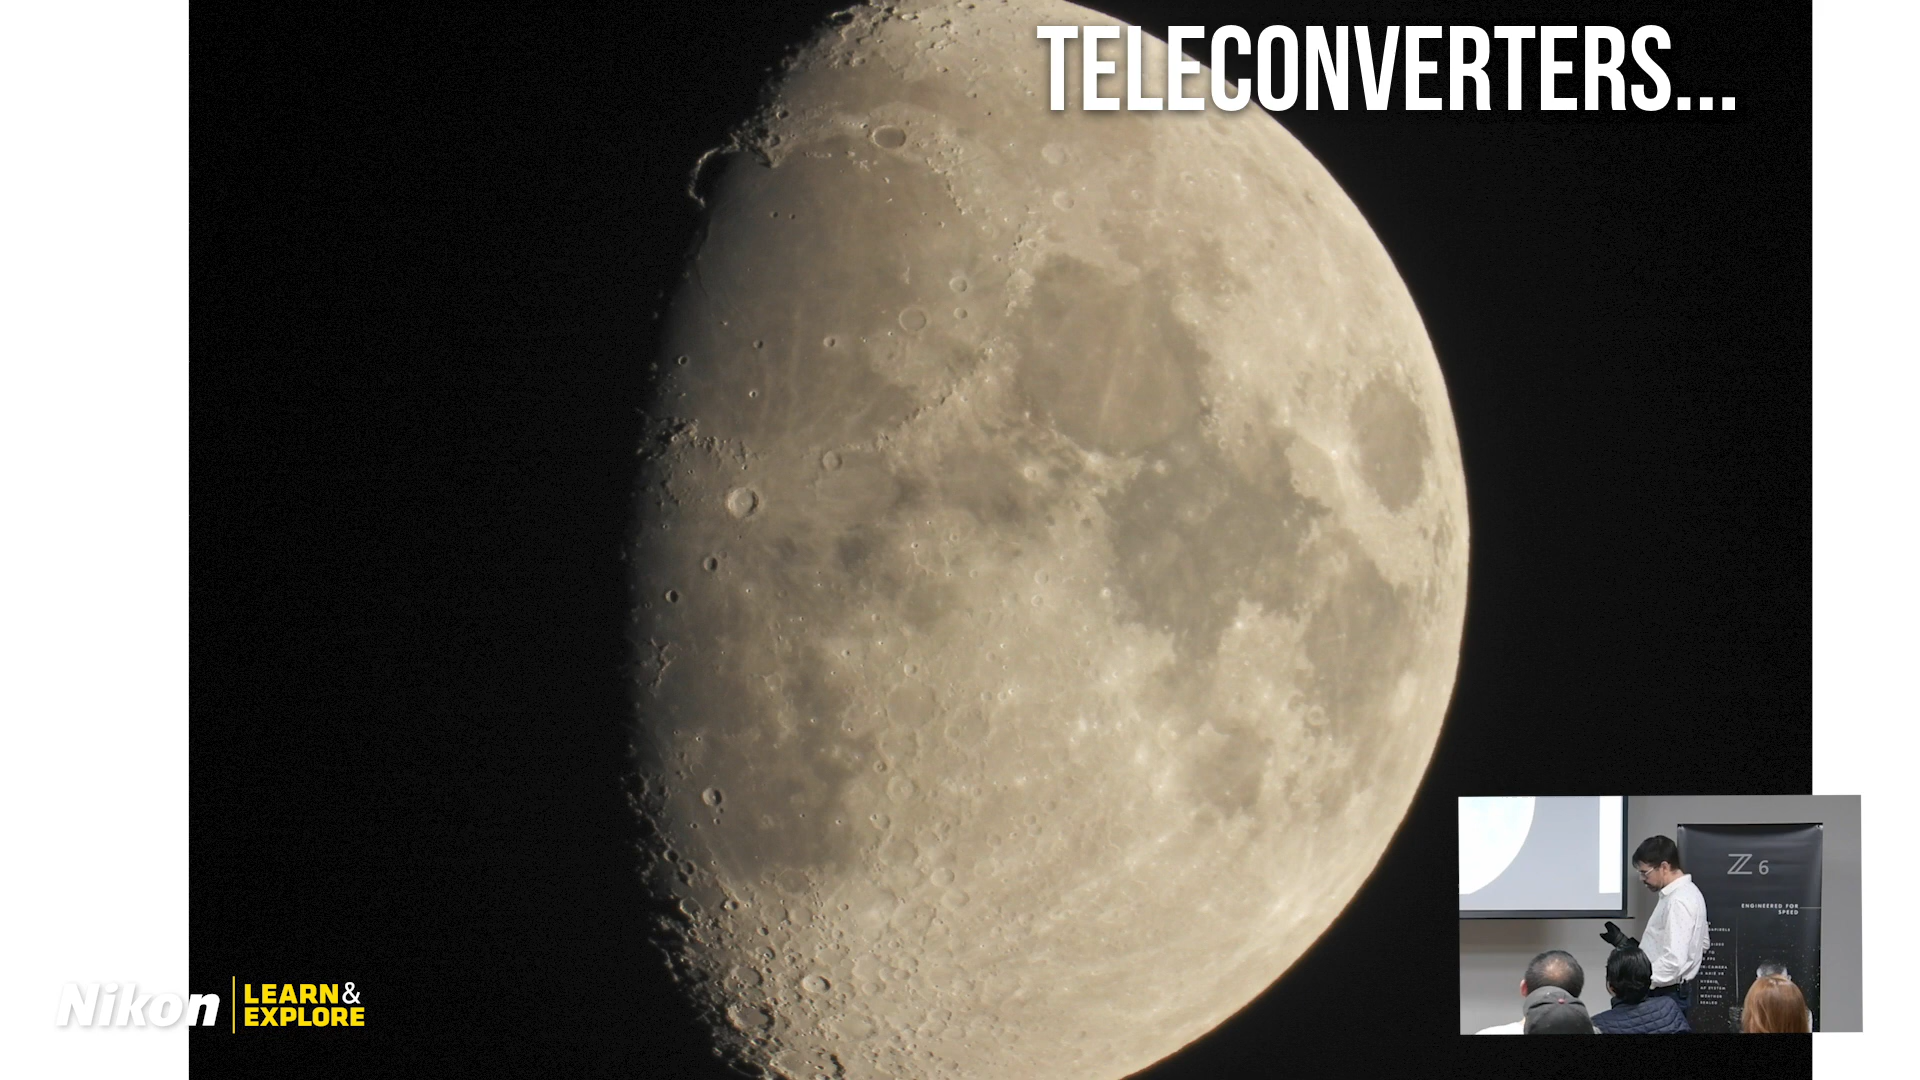 TELECONVERTERS...
Nikon
LEARN&
EXPLORE
Z 6
ENGINEERED FOR
SPEED